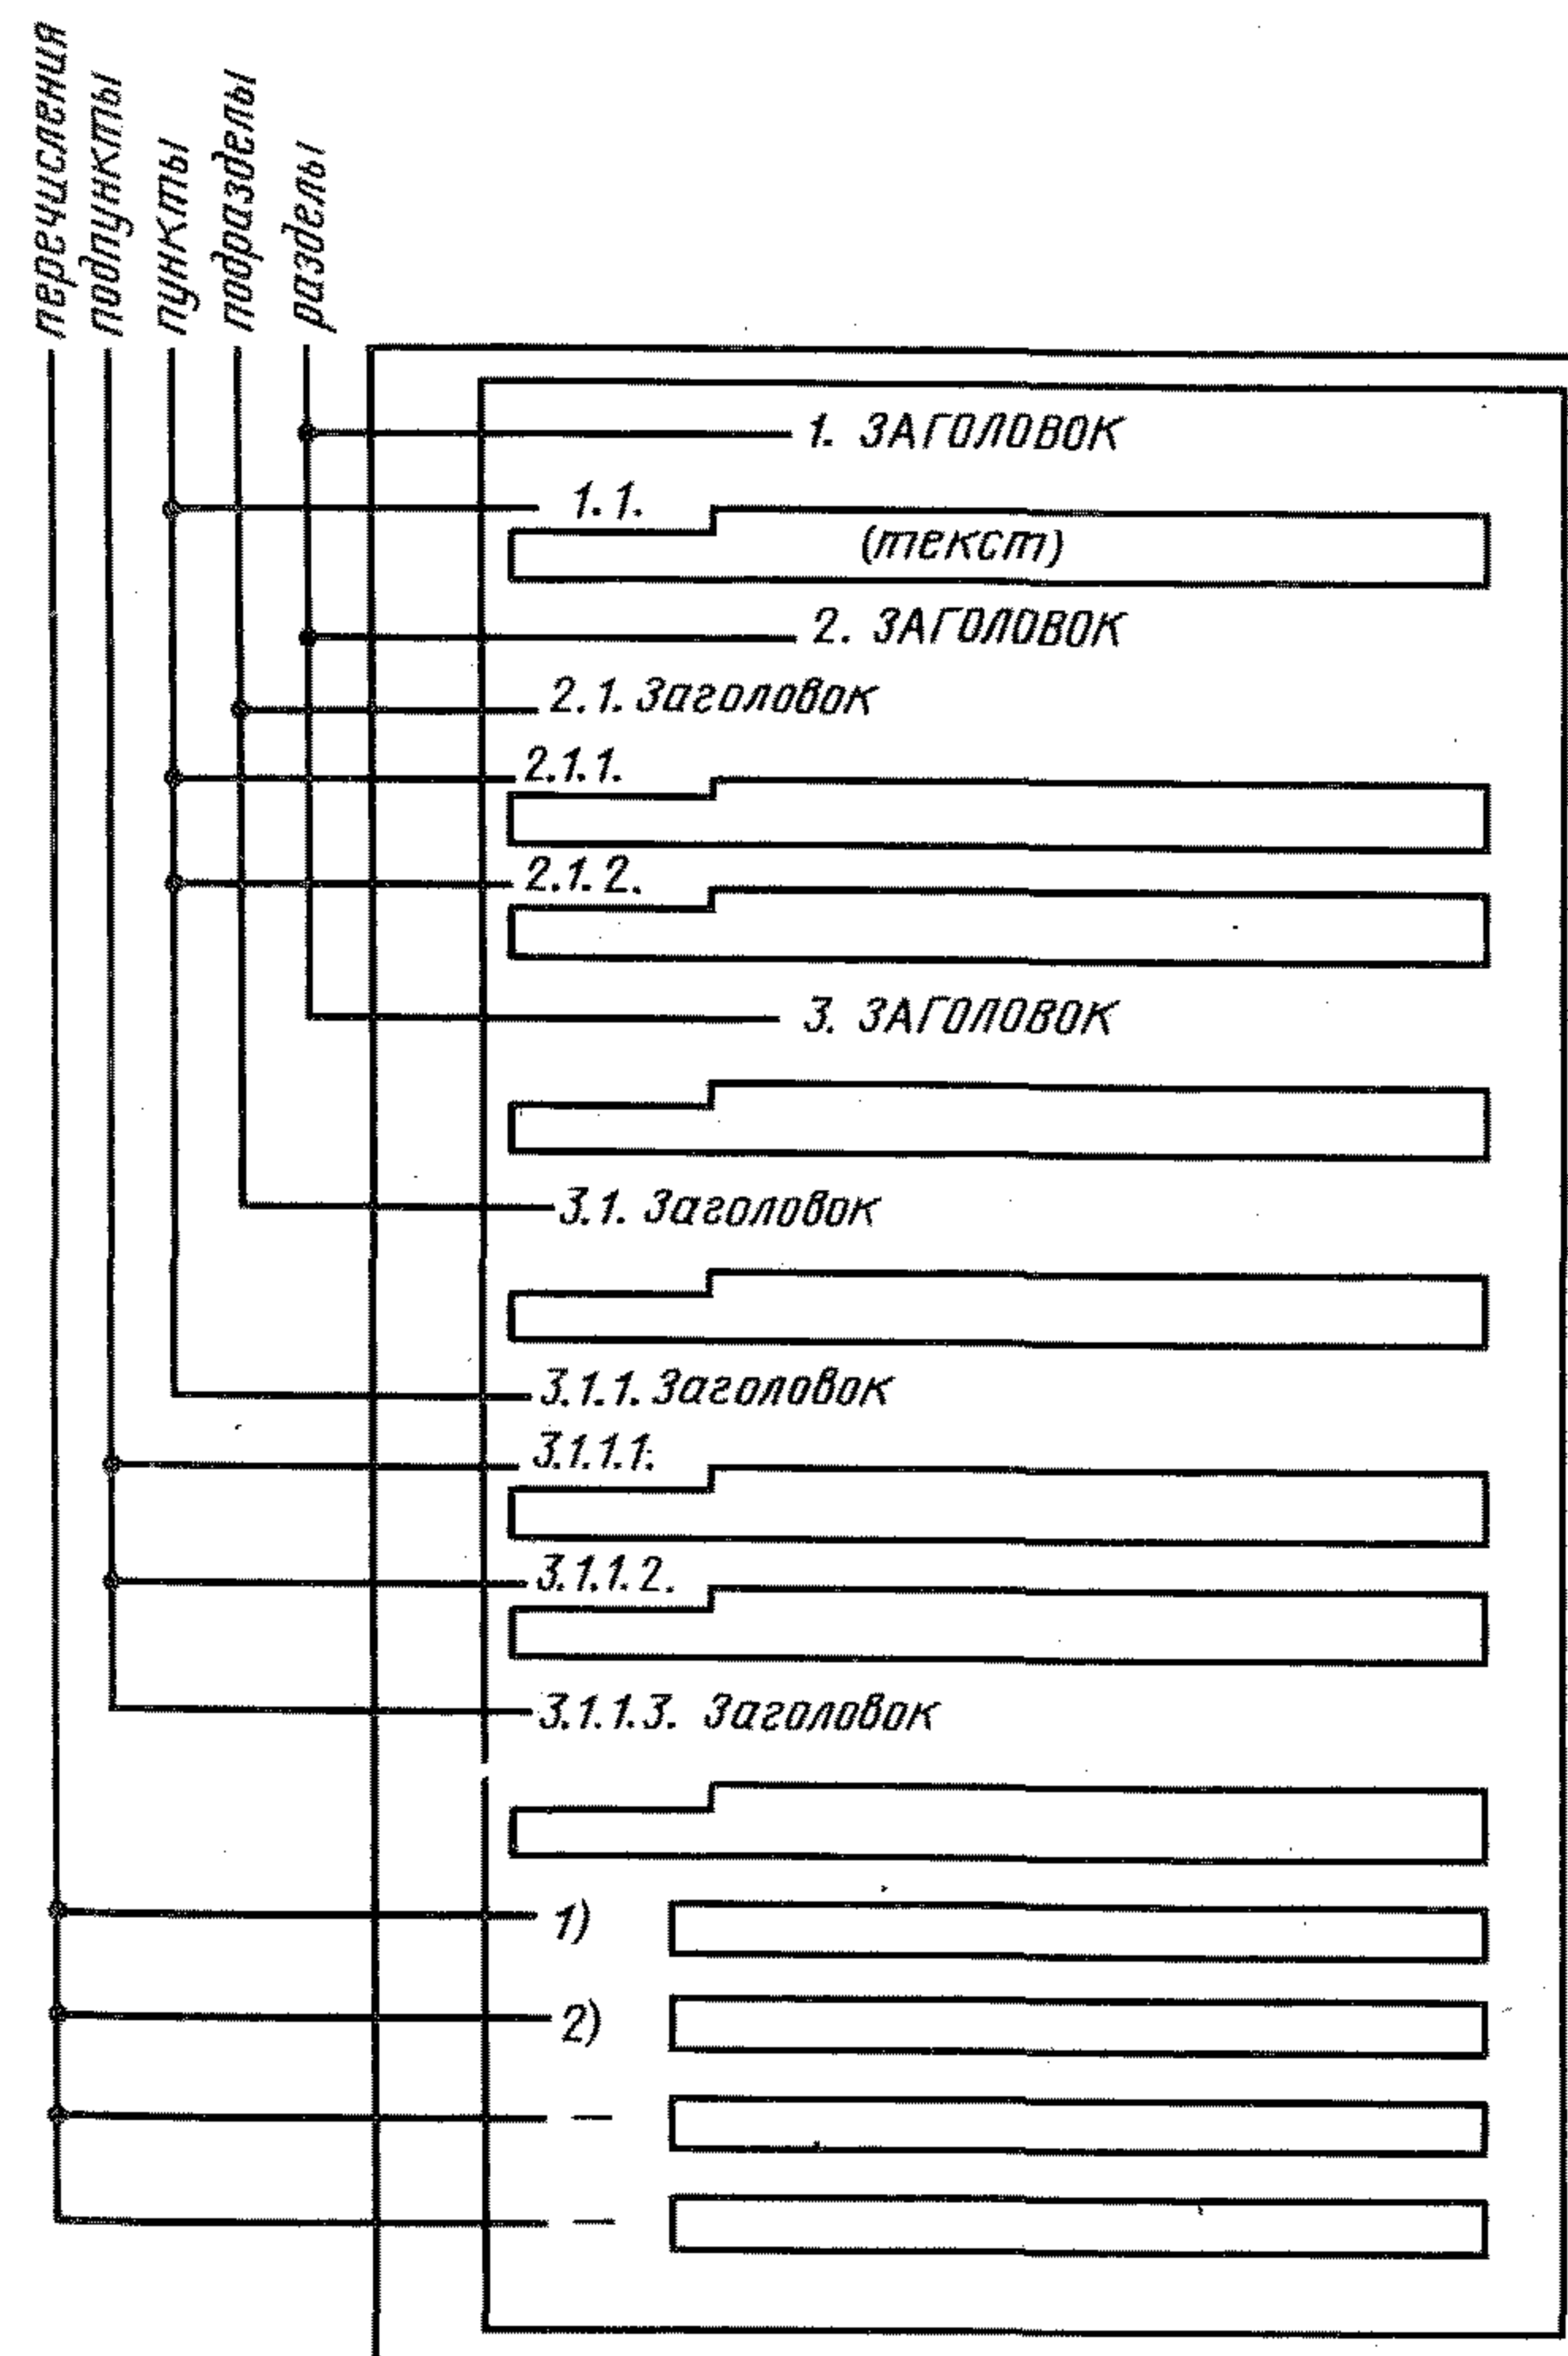 перечисления
подпункты
пункты
подразделы
разделы
1. ЗАГОЛОВОК
1.1.
(текст)
2. ЗАГОЛОВОК
2.1. Заголовок
2.1.1.
2.1.2.
3. ЗАГОЛОВОК
3.1. Заголовок
3.1.1. Заголовок
3.1.1.1.
3.1.1.2.
3.1.1.3. Заголовок
1)
2)
—
—